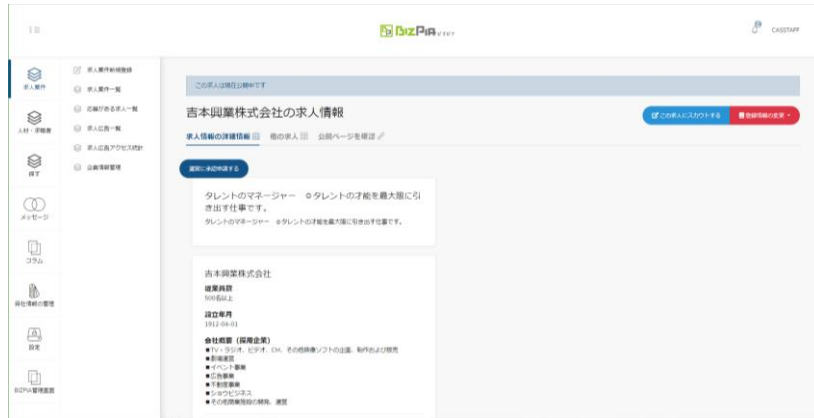 BIZPIA
CASSTAFF
求人案件
人材・求職者
探す
メッセージ
コラム
自社情報の管理
設定
BIZPIA管理画面
求人案件新規登録
求人案件一覧
応募がある求人一覧
求人広告一覧
求人広告アクセス統計
企業情報管理
この求人は現在公開中です
吉本興業株式会社の求人情報
この求人にスカウトする
登録情報の変更
求人情報の詳細情報
他の求人
公開ページを確認
運営に承認申請する
タレントのマネージャー ☺タレントの才能を最大限に引
き出す仕事です。
タレントのマネージャー ☺タレントの才能を最大限に引き出す仕事です。
吉本興業株式会社
従業員数
500名以上
設立年月
1912-04-01
会社概要（採用企業）
■TV・ラジオ、ビデオ、CM、その他映像ソフトの企画、制作および販売
■劇場運営
■イベント事業
■広告事業
■不動産事業
■ショウビジネス
■その他商業施設の開発、運営